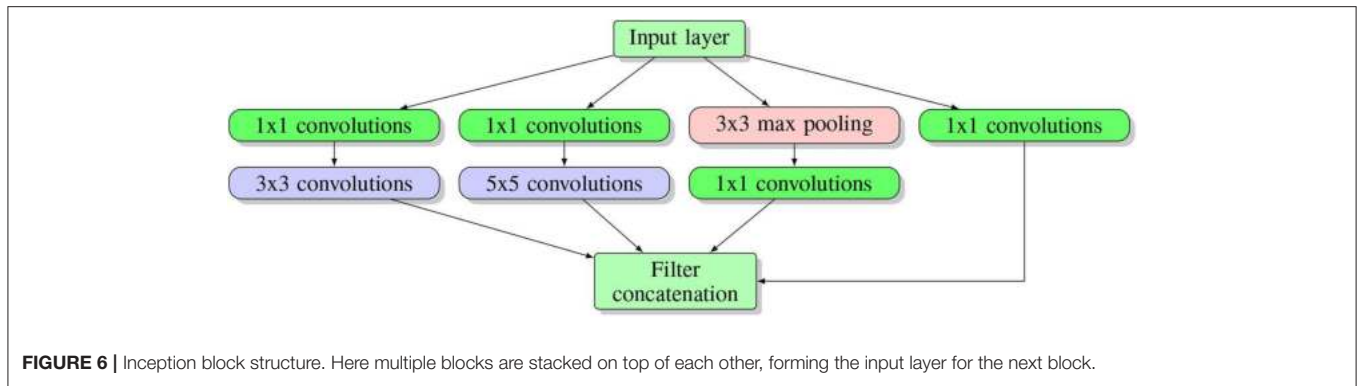 Input layer
1x1 convolutions
1x1 convolutions
3x3 max pooling
1x1 convolutions
3x3 convolutions
5x5 convolutions
1x1 convolutions
Filter
concatenation
FIGURE 6 | Inception block structure. Here multiple blocks are stacked on top of each other, forming the input layer for the next block.